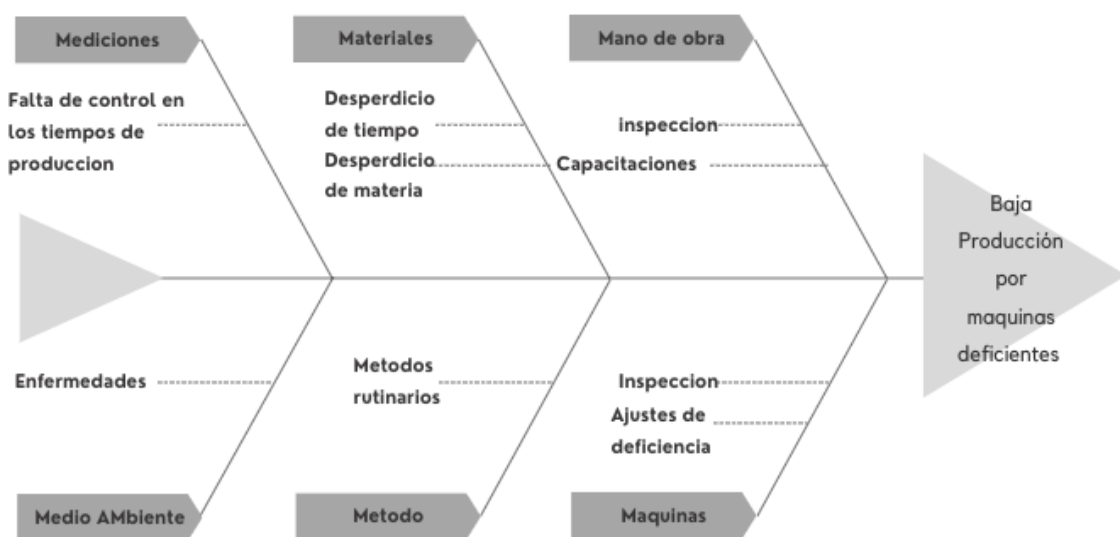 Mediciones
Materiales
Mano de obra
Falta de control en
los tiempos de
produccion
Desperdicio
de tiempo
Desperdicio
de materia
inspeccion
Capacitaciones
Baja
Producción
por
maquinas
deficientes
Enfermedades
Metodos
rutinarios
Inspeccion
Ajustes de
deficiencia
Medio AMbiente
Metodo
Maquinas